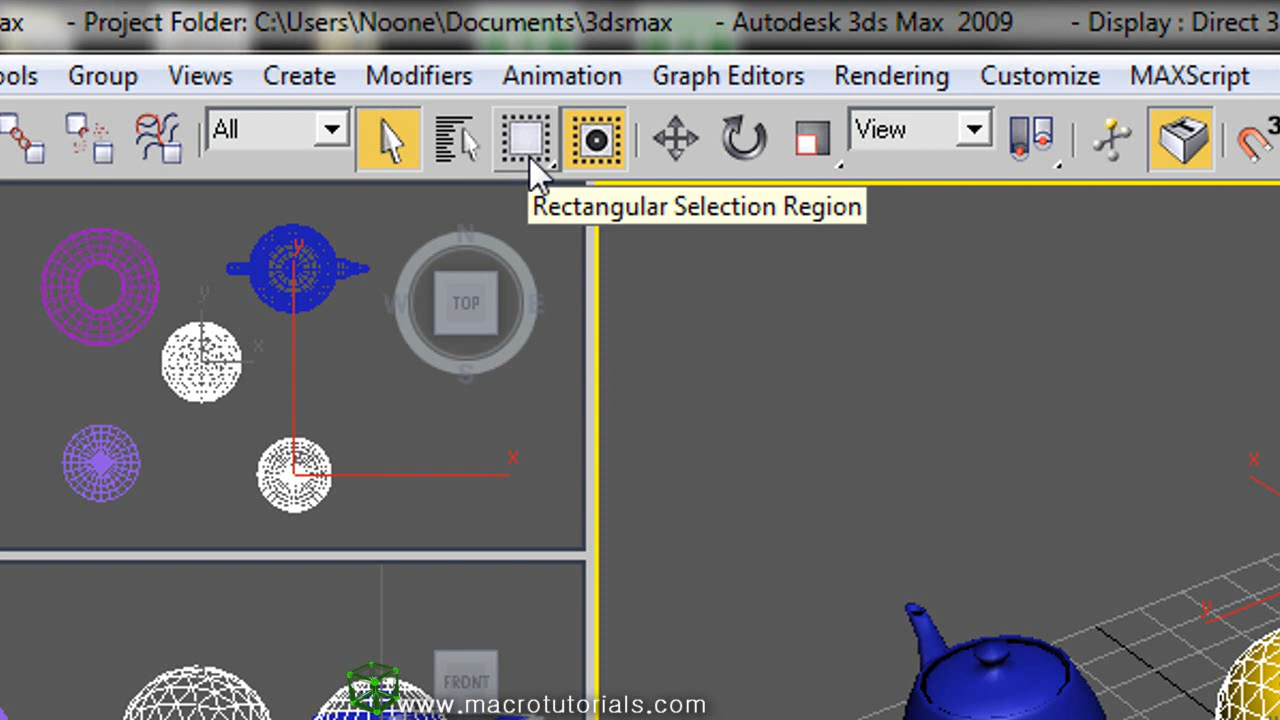 ax - Project Folder: C:\Users\Noone\Documents\3dsmax - Autodesk 3ds Max 2009 - Display : Direct 3
ools Group Views Create Modifiers Animation Graph Editors Rendering Customize MAXScript
All View 3
Rectangular Selection Region
N
y
W TOP E
y
x
S
x
x
y
FRONT
www.macrotutorials.com